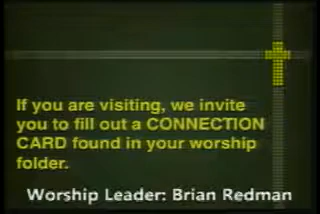 If you are visiting, we invite
you to fill out a CONNECTION
CARD found in your worship
folder.
Worship Leader: Brian Redman